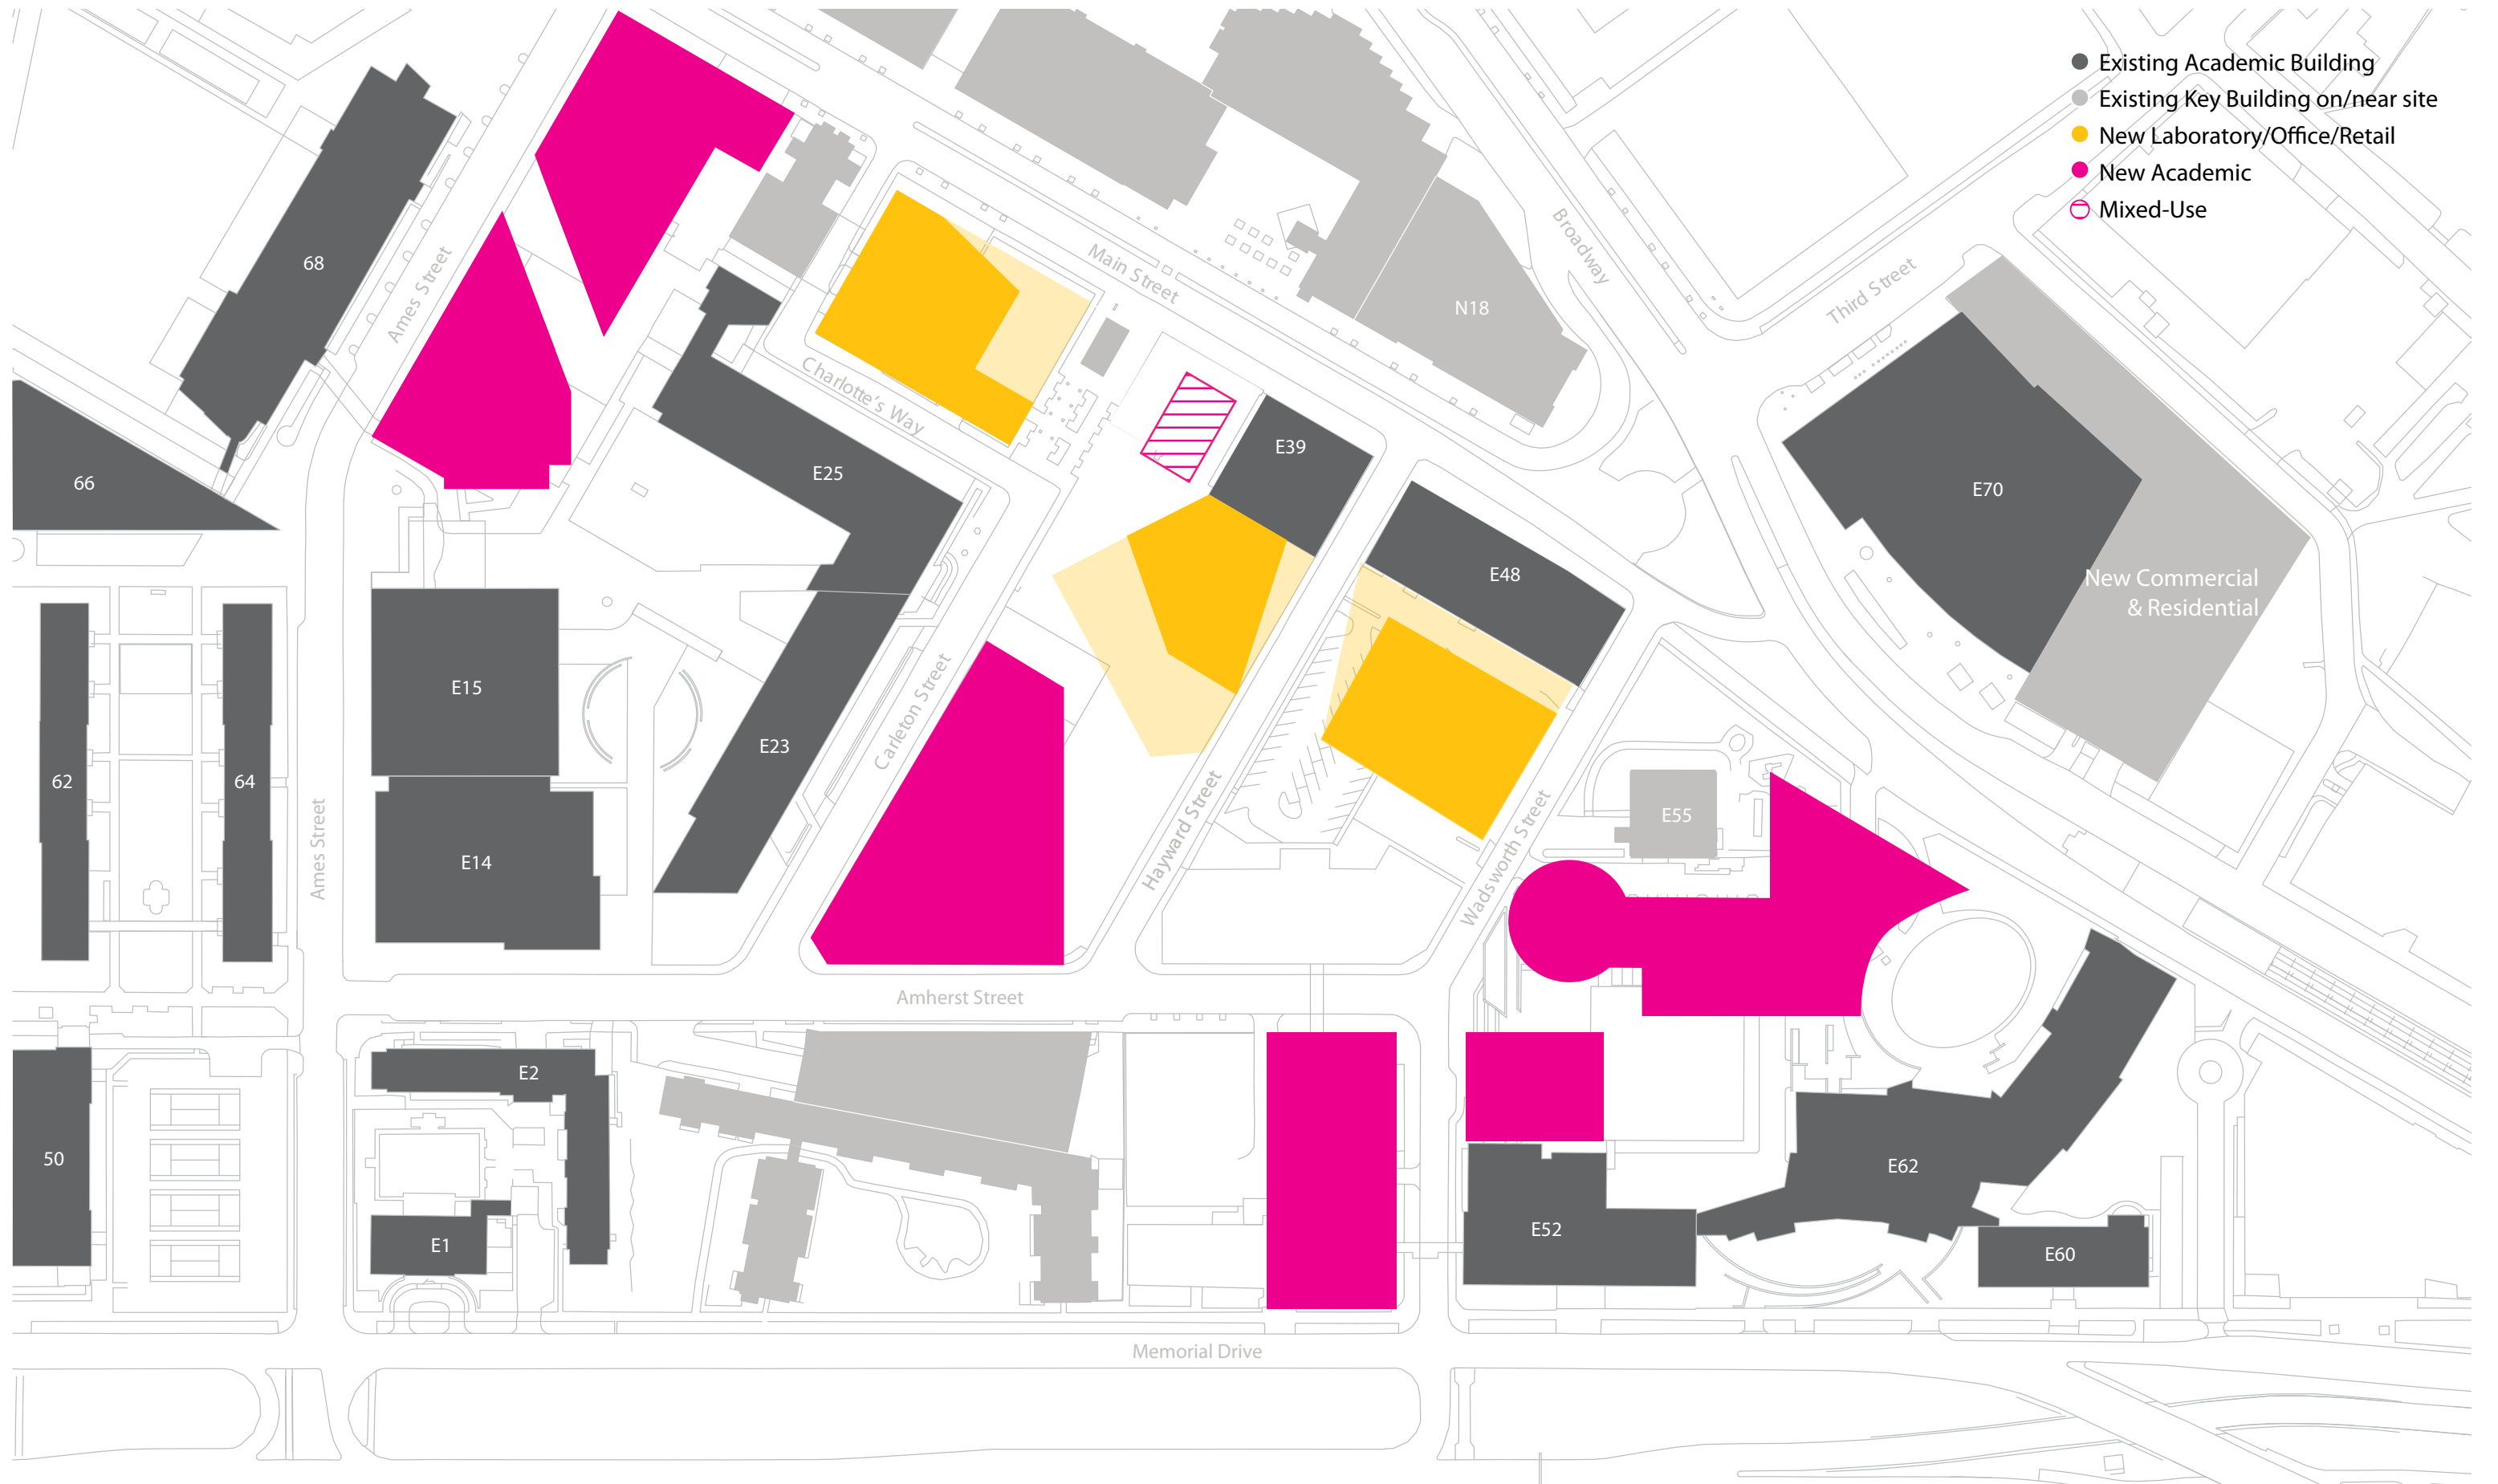 Existing Academic Building
Existing Key Building on/near site
New Laboratory/Office/Retail
New Academic
Mixed-Use
68
Ames Street
Main Street
Broadway
Third Street
N18
Charlotte's Way
66
E25
E39
E70
E48
New Commercial
& Residential
E15
Carleton Street
E23
62
64
Ames Street
E14
Hayward Street
Wadsworth Street
E55
Amherst Street
E2
50
E1
E62
E52
E60
Memorial Drive